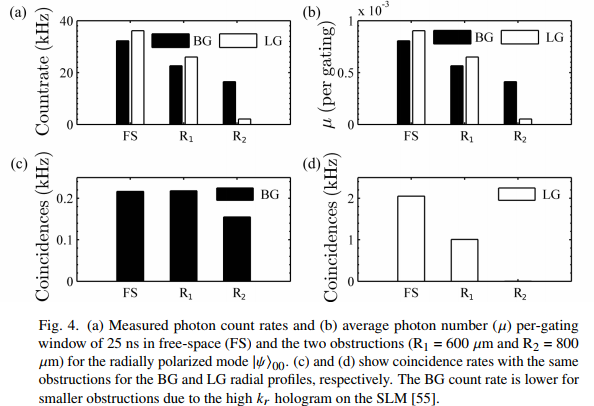 (a)
40
20
0
Countrate (kHz)
BG LG
FS R₁ R₂
(b)
1 ×10⁻³
0.5
0
μ (per gating)
BG LG
FS R₁ R₂
(c)
0.2
0.1
0
Coincidences (kHz)
BG
FS R₁ R₂
(d)
2
1
0
Coincidences (kHz)
LG
FS R₁ R₂
Fig. 4. (a) Measured photon count rates and (b) average photon number (μ) per-gating
window of 25 ns in free-space (FS) and the two obstructions (R₁ = 600 μm and R₂ = 800
μm) for the radially polarized mode |ψ⟩₀₀. (c) and (d) show coincidence rates with the same
obstructions for the BG and LG radial profiles, respectively. The BG count rate is lower for
smaller obstructions due to the high kᵣ hologram on the SLM [55].